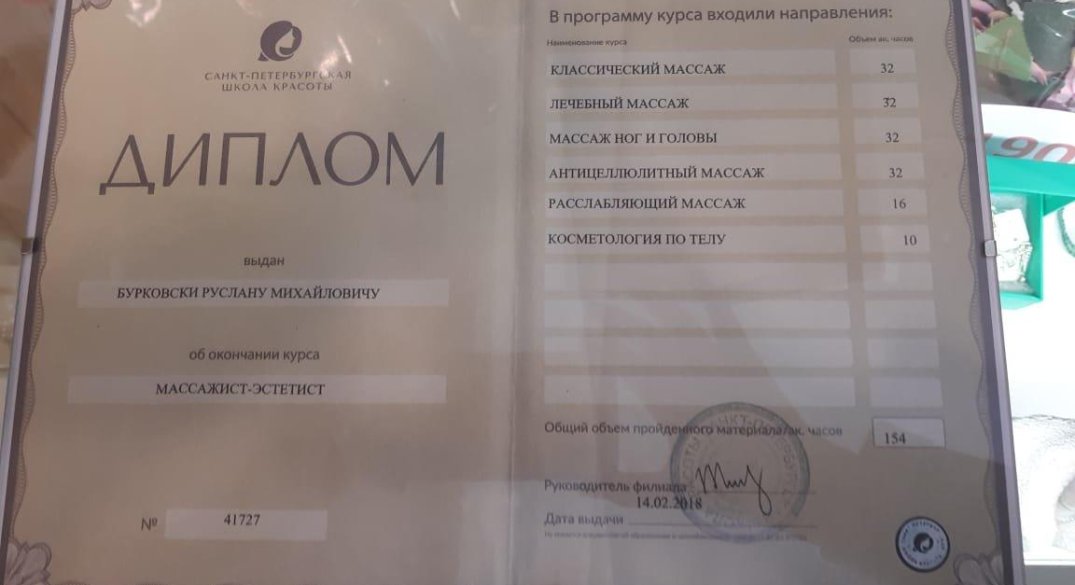 САНКТ-ПЕТЕРБУРГСКАЯ
ШКОЛА КРАСОТЫ
ДИПЛОМ
выдан
БУРКОВСКИ РУСЛАНУ МИХАЙЛОВИЧУ
об окончании курса
МАССАЖИСТ-ЭСТЕТИСТ
№ 41727
В программу курса входили направления:
Наименование курса Объем ак. часов
КЛАССИЧЕСКИЙ МАССАЖ 32
ЛЕЧЕБНЫЙ МАССАЖ 32
МАССАЖ НОГ И ГОЛОВЫ 32
АНТИЦЕЛЛЮЛИТНЫЙ МАССАЖ 32
РАССЛАБЛЯЮЩИЙ МАССАЖ 16
КОСМЕТОЛОГИЯ ПО ТЕЛУ 10
Общий объем пройденного материала/ак. часов 154
Руководитель филиала
14.02.2018
Дата выдачи
190